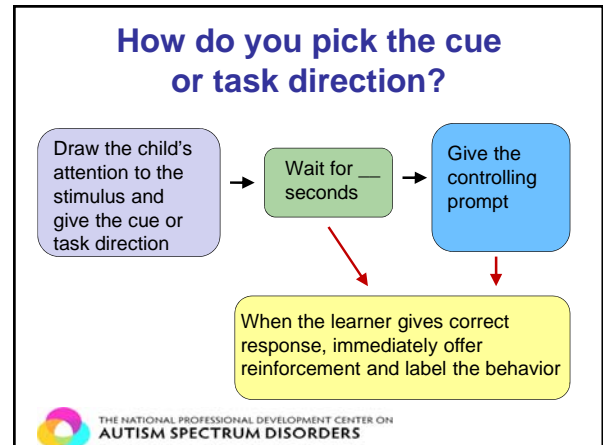 How do you pick the cue
or task direction?
Draw the child's
attention to the
stimulus and
give the cue or
task direction
Wait for __
seconds
Give the
controlling
prompt
When the learner gives correct
response, immediately offer
reinforcement and label the behavior
THE NATIONAL PROFESSIONAL DEVELOPMENT CENTER ON
AUTISM SPECTRUM DISORDERS